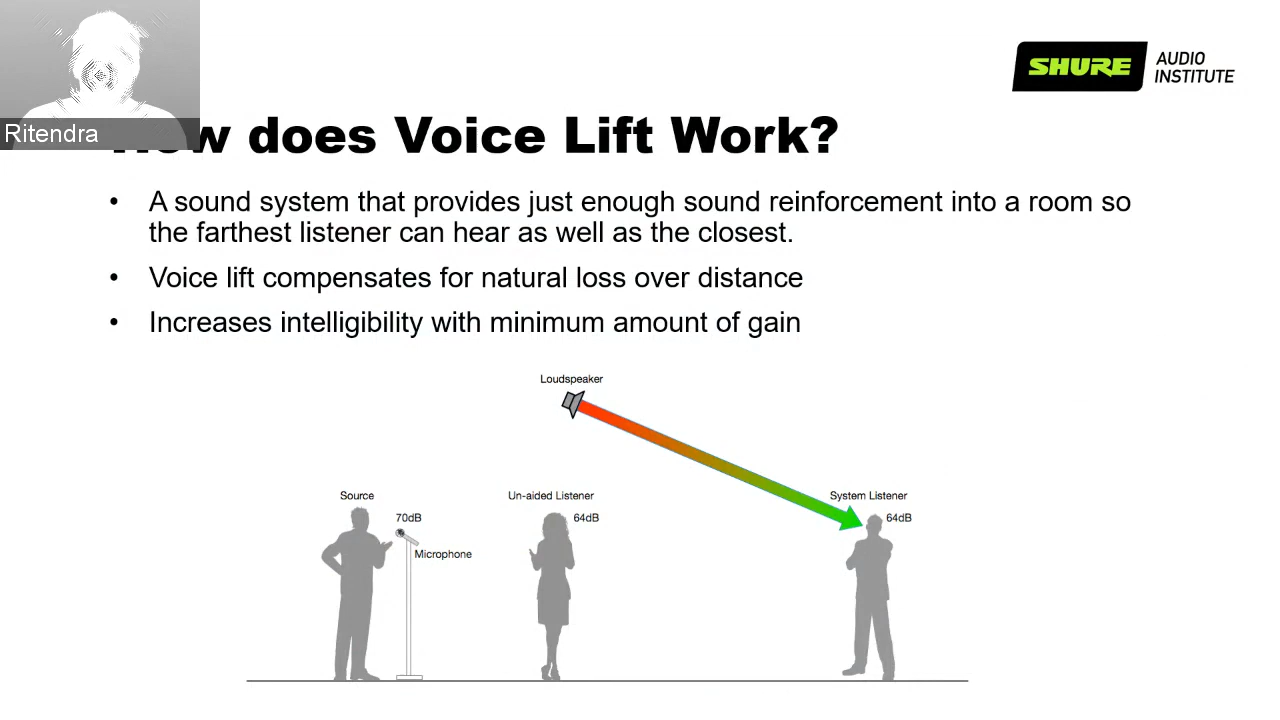 SHURE AUDIO
INSTITUTE
Ritendra
How does Voice Lift Work?
• A sound system that provides just enough sound reinforcement into a room so
the farthest listener can hear as well as the closest.
• Voice lift compensates for natural loss over distance
• Increases intelligibility with minimum amount of gain
Loudspeaker
Source
Un-aided Listener
System Listener
70dB
64dB
64dB
Microphone